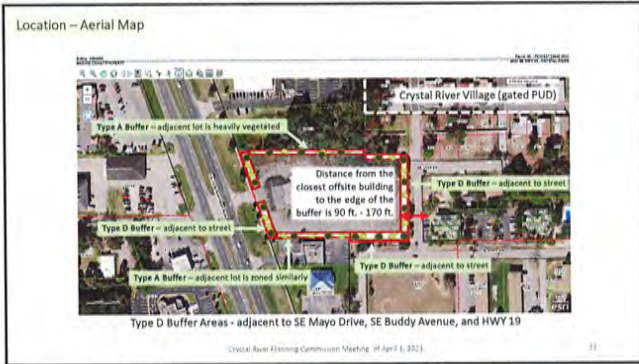 Location – Aerial Map
Crystal River Village (gated PUD)
Type A Buffer – adjacent lot is heavily vegetated
Distance from the
closest offsite building
to the edge of the
buffer is 90 ft. - 170 ft.
Type D Buffer – adjacent to street
Type D Buffer – adjacent to street
Type D Buffer – adjacent to street
Type A Buffer – adjacent lot is zoned similarly
esri
Type D Buffer Areas - adjacent to SE Mayo Drive, SE Buddy Avenue, and HWY 19
Crystal River Planning Commission Meeting of April 1, 2021